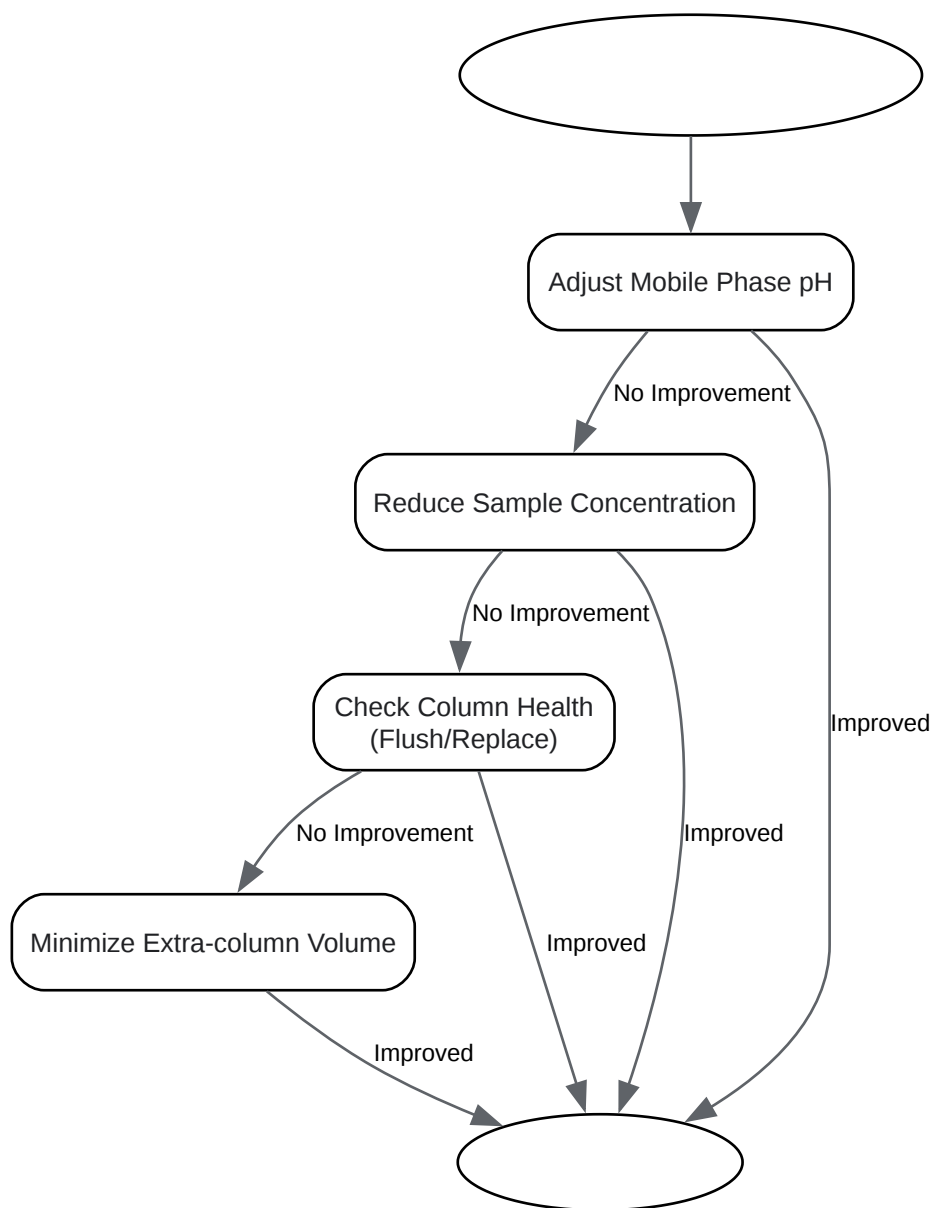 Adjust Mobile Phase pH
No Improvement
Reduce Sample Concentration
No Improvement
Check Column Health
(Flush/Replace)
Improved
No Improvement
Improved
Minimize Extra-column Volume
Improved
Improved